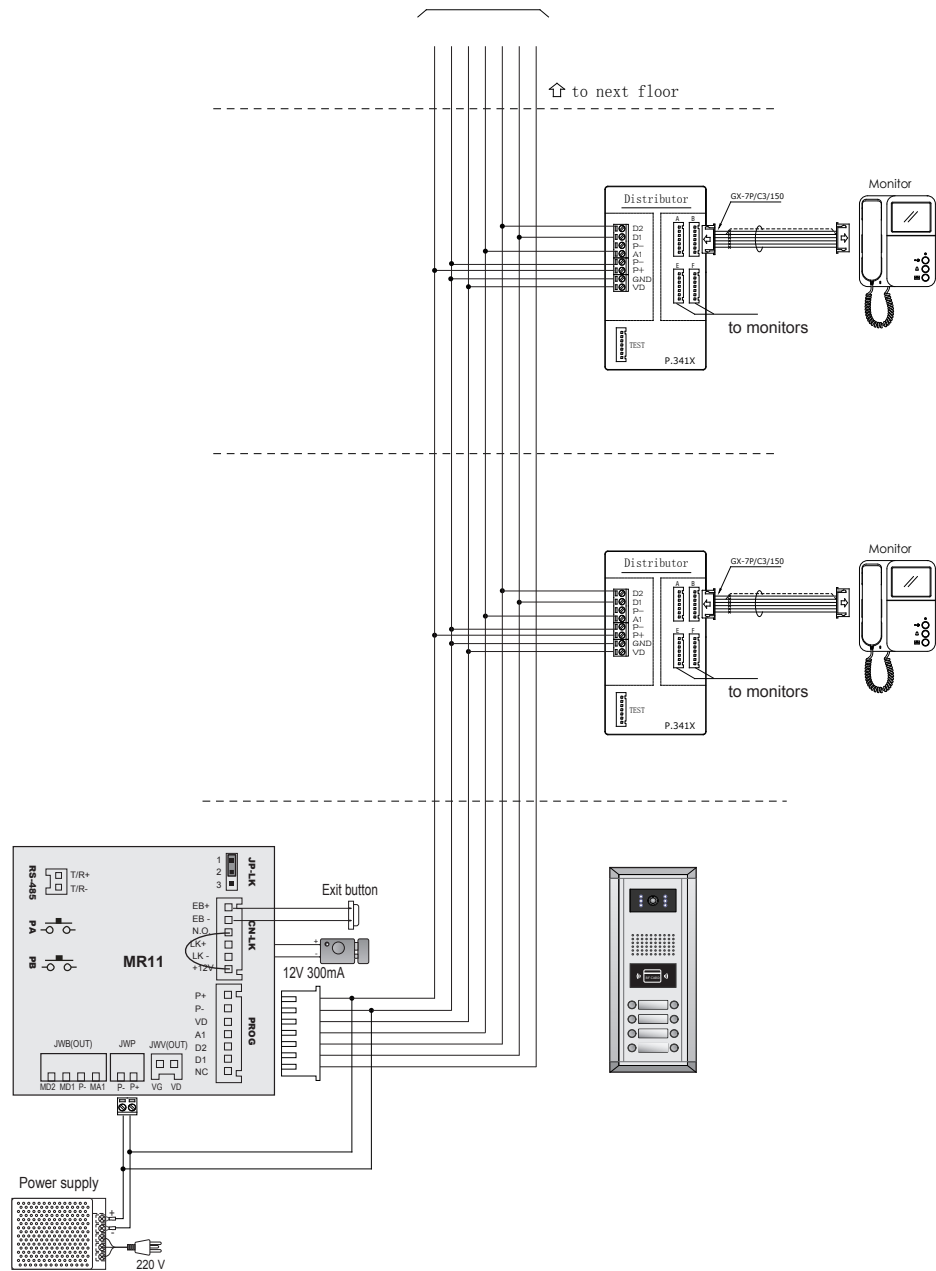 to next floor
Distributor
A B
D2
D1
P-
A1
P-
P+
GND
VD
E F
TEST
P.341X
GX-7P/C3/150
Monitor
to monitors
Distributor
A B
D2
D1
P-
A1
P-
P+
GND
VD
E F
TEST
P.341X
GX-7P/C3/150
Monitor
to monitors
RS-485
T/R+
T/R-
PA
PB
MR11
1
2
3
JP-LK
EB+
EB -
N.O.
LK+
LK -
+12V
CN-LK
Exit button
+
-
12V 300mA
P+
P-
VD
A1
D2
D1
NC
PROG
JWB(OUT) JWP JWV(OUT)
MD2 MD1 P- MA1 P- P+ VG VD
Power supply
+
-
220 V